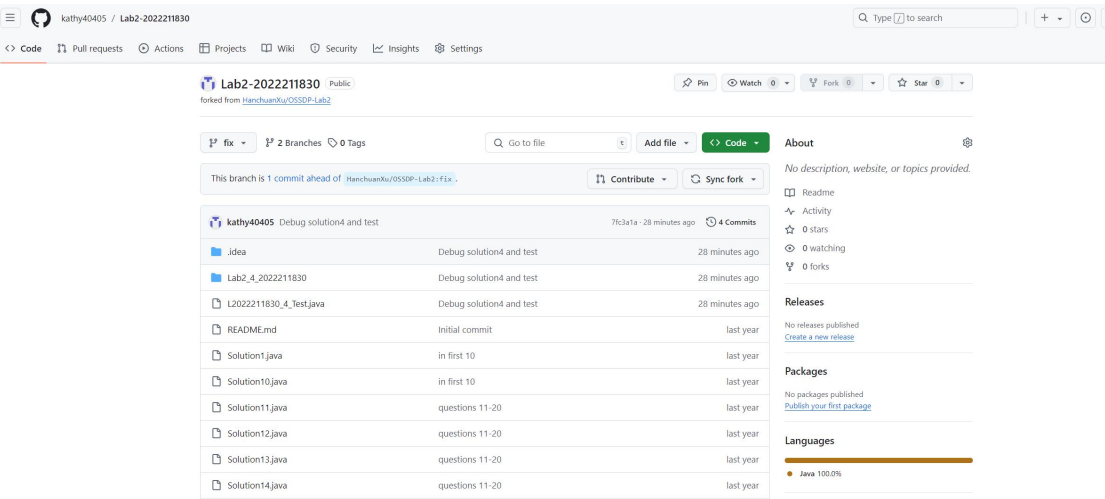 kathy40405 / Lab2-2022211830
Type / to search
Code Pull requests Actions Projects Wiki Security Insights Settings
Lab2-2022211830 Public
forked from HanchuanXu/OSSDP-Lab2
Pin Watch 0 Fork 0 Star 0
fix 2 Branches 0 Tags Go to file t Add file Code
This branch is 1 commit ahead of HanchuanXu/OSSDP-Lab2:fix . Contribute Sync fork
kathy40405 Debug solution4 and test 7fc3a1a · 28 minutes ago 4 Commits
.idea Debug solution4 and test 28 minutes ago
Lab2_4_2022211830 Debug solution4 and test 28 minutes ago
L2022211830_4_Test.java Debug solution4 and test 28 minutes ago
README.md Initial commit last year
Solution1.java in first 10 last year
Solution10.java in first 10 last year
Solution11.java questions 11-20 last year
Solution12.java questions 11-20 last year
Solution13.java questions 11-20 last year
Solution14.java questions 11-20 last year
About
No description, website, or topics provided.
Readme
Activity
0 stars
0 watching
0 forks
Releases
No releases published
Create a new release
Packages
No packages published
Publish your first package
Languages
Java 100.0%